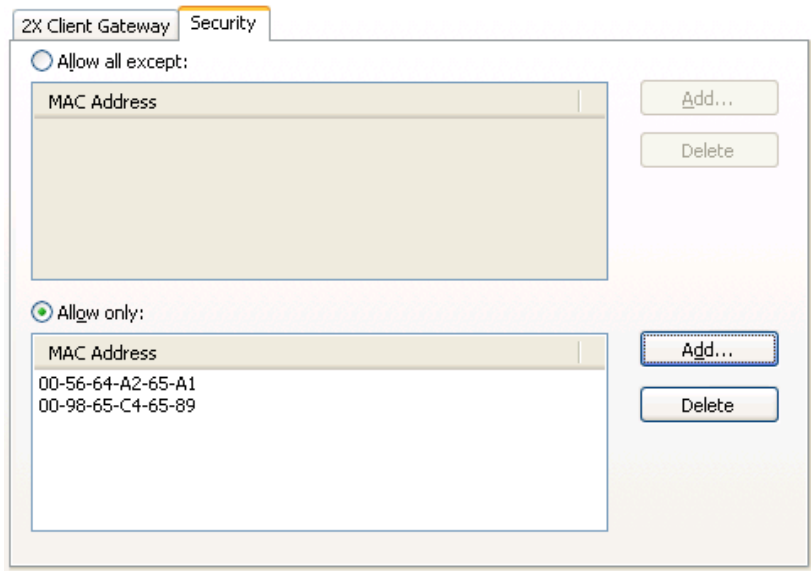 2X Client Gateway Security
Allow all except:
MAC Address
Add...
Delete
Allow only:
MAC Address
00-56-64-A2-65-A1
00-98-65-C4-65-89
Add...
Delete